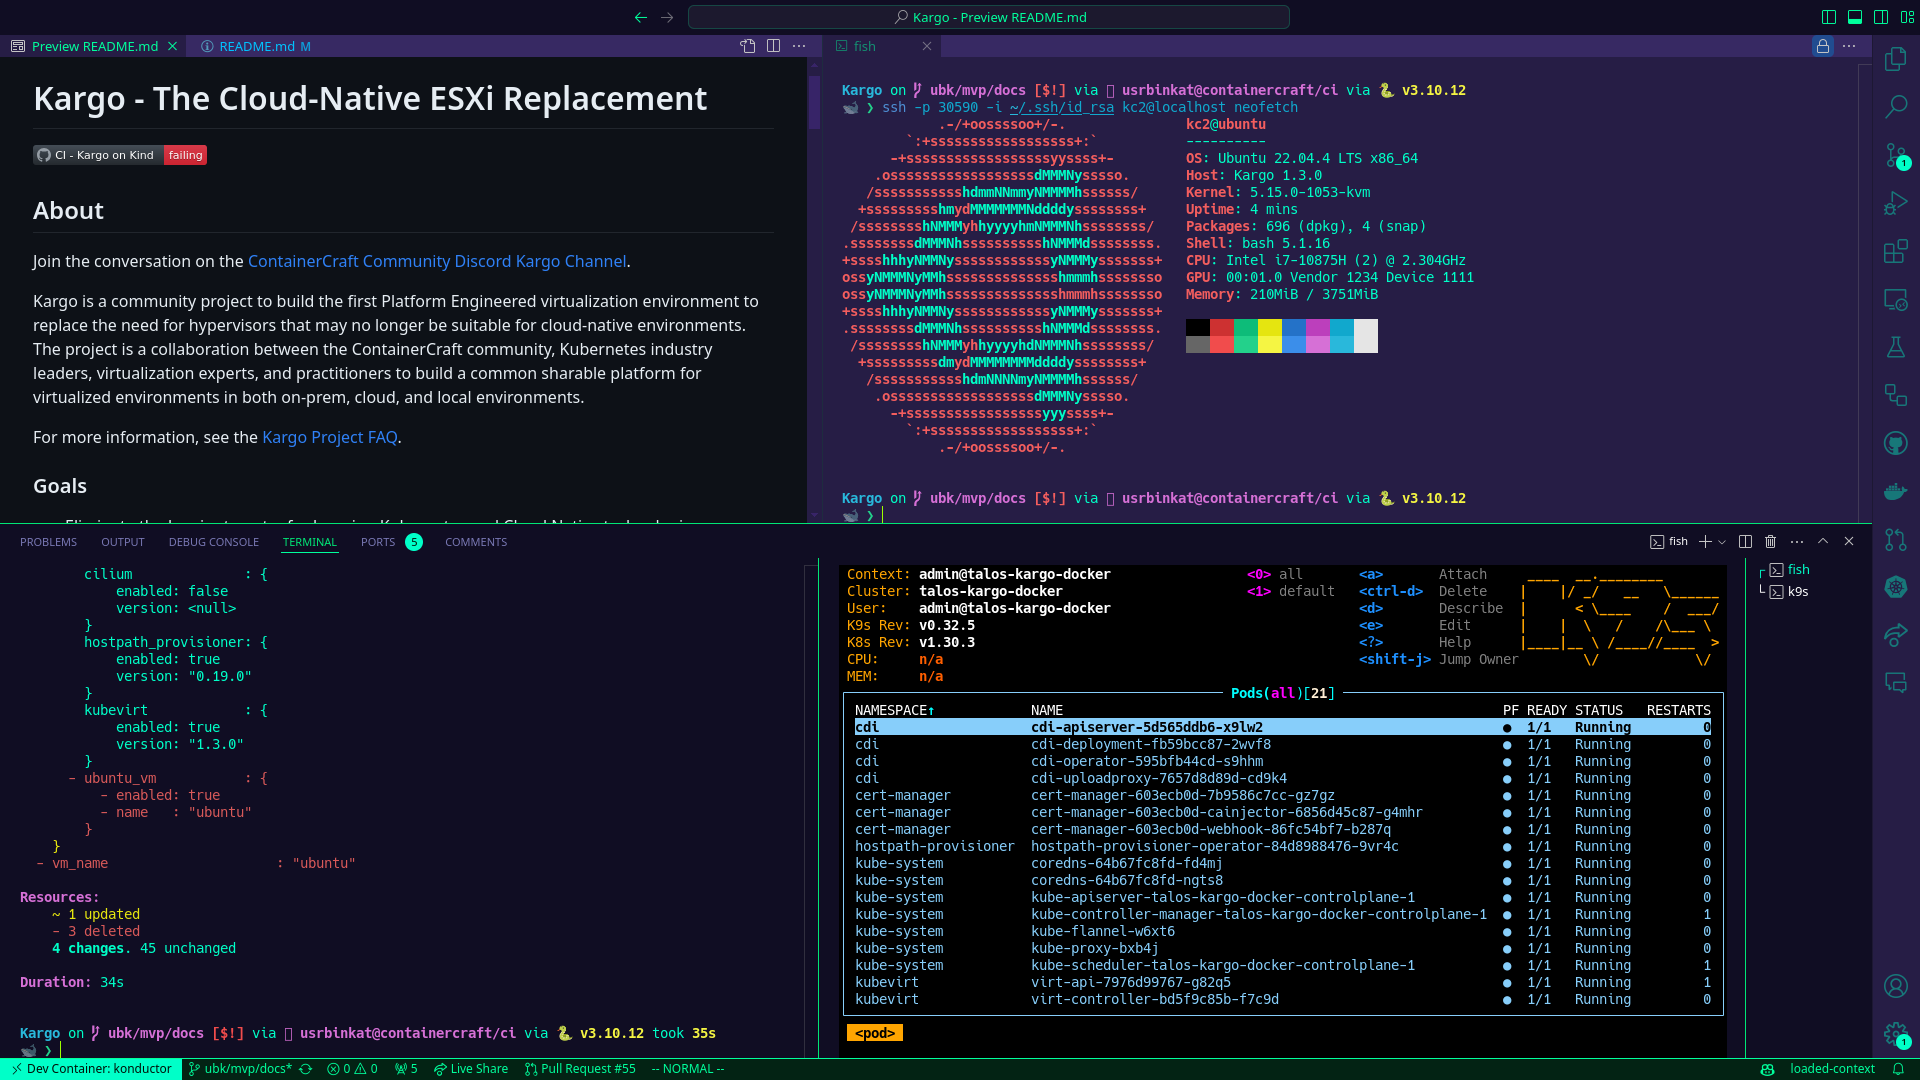 Kargo - Preview README.md
Preview README.md
README.md M
Kargo - The Cloud-Native ESXi Replacement
CI - Kargo on Kind failing
About
Join the conversation on the ContainerCraft Community Discord Kargo Channel.
Kargo is a community project to build the first Platform Engineered virtualization environment to
replace the need for hypervisors that may no longer be suitable for cloud-native environments.
The project is a collaboration between the ContainerCraft community, Kubernetes industry
leaders, virtualization experts, and practitioners to build a common sharable platform for
virtualized environments in both on-prem, cloud, and local environments.
For more information, see the Kargo Project FAQ.
Goals
fish
Kargo on ubk/mvp/docs [$!] via usrbinkat@containercraft/ci via v3.10.12
❯ ssh -p 30590 -i ~/.ssh/id_rsa kc2@localhost neofetch
.-/+oossssoo+/-. kc2@ubuntu
`:+ssssssssssssssssss+:` ----------
-+ssssssssssssssssssyyssss+- OS: Ubuntu 22.04.4 LTS x86_64
.ossssssssssssssssssdMMMNysssso. Host: Kargo 1.3.0
/ssssssssssshdmmNNmmyNMMMMhssssss/ Kernel: 5.15.0-1053-kvm
+ssssssssshmydMMMMMMMNddddyssssssss+ Uptime: 4 mins
/sssssssshNMMMyhhyyyyhmNMMMNhssssssss/ Packages: 696 (dpkg), 4 (snap)
.ssssssssdMMMNhsssssssssshNMMMdssssssss. Shell: bash 5.1.16
+sssshhhyNMMNyssssssssssssyNMMMysssssss+ CPU: Intel i7-10875H (2) @ 2.304GHz
ossyNMMMNyMMhsssssssssssssshmmmhssssssso GPU: 00:01.0 Vendor 1234 Device 1111
ossyNMMMNyMMhsssssssssssssshmmmhssssssso Memory: 210MiB / 3751MiB
+sssshhhyNMMNyssssssssssssyNMMMysssssss+
.ssssssssdMMMNhsssssssssshNMMMdssssssss.
/sssssssshNMMMyhhyyyyhdNMMMNhssssssss/
+sssssssssdmydMMMMMMMMddddyssssssss+
/ssssssssssshdmNNNNmyNMMMMhssssss/
.ossssssssssssssssssdMMMNysssso.
-+sssssssssssssssssyyyssss+-
`:+ssssssssssssssssss+:`
.-/+oossssoo+/-.
Kargo on ubk/mvp/docs [$!] via usrbinkat@containercraft/ci via v3.10.12
❯
PROBLEMS OUTPUT DEBUG CONSOLE TERMINAL PORTS 5 COMMENTS
fish
cilium : {
enabled: false
version: <null>
}
hostpath_provisioner: {
enabled: true
version: "0.19.0"
}
kubevirt : {
enabled: true
version: "1.3.0"
}
- ubuntu_vm : {
- enabled: true
- name : "ubuntu"
}
}
- vm_name : "ubuntu"
Resources:
~ 1 updated
- 3 deleted
4 changes. 45 unchanged
Duration: 34s
Kargo on ubk/mvp/docs [$!] via usrbinkat@containercraft/ci via v3.10.12 took 35s
❯
Context: admin@talos-kargo-docker <0> all <a> Attach
Cluster: talos-kargo-docker <1> default <ctrl-d> Delete
User: admin@talos-kargo-docker <d> Describe
K9s Rev: v0.32.5 <e> Edit
K8s Rev: v1.30.3 <?> Help
CPU: n/a <shift-j> Jump Owner
MEM: n/a
Pods(all)[21]
NAMESPACE↑ NAME PF READY STATUS RESTARTS
cdi cdi-apiserver-5d565ddb6-x9lw2 ● 1/1 Running 0
cdi cdi-deployment-fb59bcc87-2wvf8 ● 1/1 Running 0
cdi cdi-operator-595bfb44cd-s9hhm ● 1/1 Running 0
cdi cdi-uploadproxy-7657d8d89d-cd9k4 ● 1/1 Running 0
cert-manager cert-manager-603ecb0d-7b9586c7cc-gz7gz ● 1/1 Running 0
cert-manager cert-manager-603ecb0d-cainjector-6856d45c87-g4mhr ● 1/1 Running 0
cert-manager cert-manager-603ecb0d-webhook-86fc54bf7-b287q ● 1/1 Running 0
hostpath-provisioner hostpath-provisioner-operator-84d8988476-9vr4c ● 1/1 Running 0
kube-system coredns-64b67fc8fd-fd4mj ● 1/1 Running 0
kube-system coredns-64b67fc8fd-ngts8 ● 1/1 Running 0
kube-system kube-apiserver-talos-kargo-docker-controlplane-1 ● 1/1 Running 0
kube-system kube-controller-manager-talos-kargo-docker-controlplane-1 ● 1/1 Running 1
kube-system kube-flannel-w6xt6 ● 1/1 Running 0
kube-system kube-proxy-bxb4j ● 1/1 Running 0
kube-system kube-scheduler-talos-kargo-docker-controlplane-1 ● 1/1 Running 1
kubevirt virt-api-7976d99767-g82q5 ● 1/1 Running 1
kubevirt virt-controller-bd5f9c85b-f7c9d ● 1/1 Running 0
<pod>
fish
k9s
1
1
Dev Container: konductor ubk/mvp/docs* 0 0 5 Live Share Pull Request #55 -- NORMAL -- loaded-context